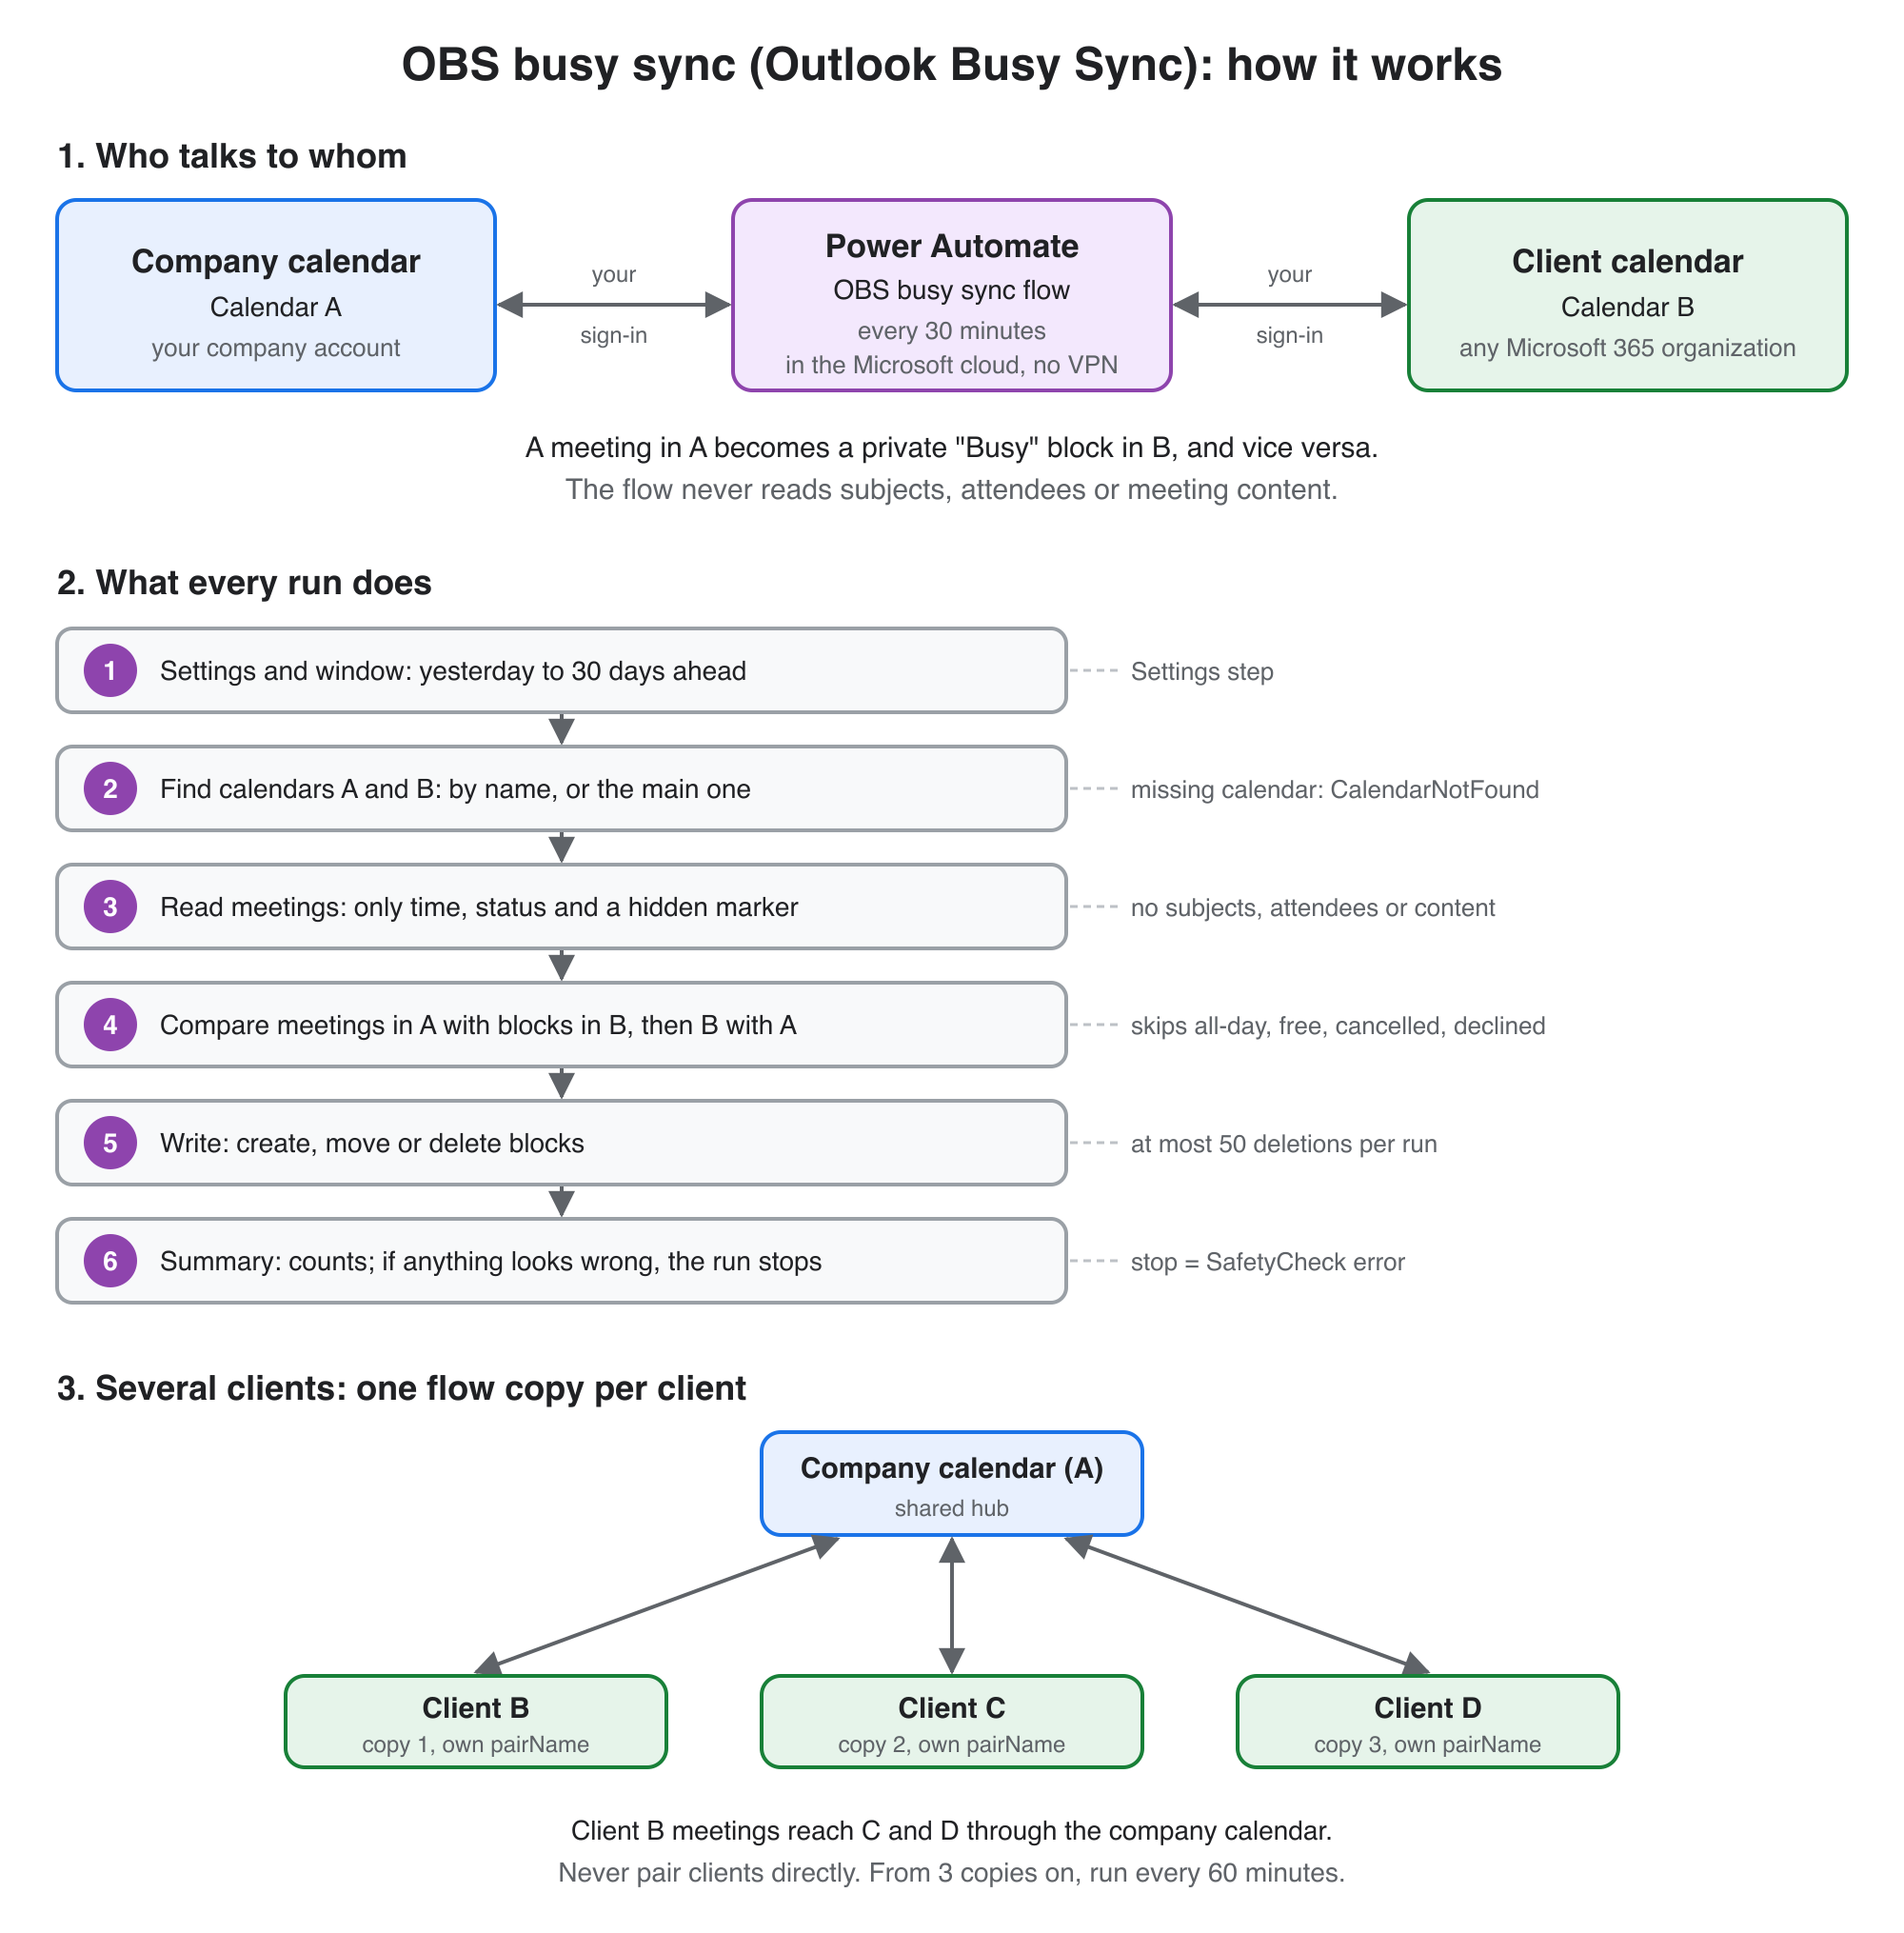 OBS busy sync (Outlook Busy Sync): how it works
1. Who talks to whom
Company calendar
Calendar A
your company account
your
sign-in
Power Automate
OBS busy sync flow
every 30 minutes
in the Microsoft cloud, no VPN
your
sign-in
Client calendar
Calendar B
any Microsoft 365 organization
A meeting in A becomes a private "Busy" block in B, and vice versa.
The flow never reads subjects, attendees or meeting content.
2. What every run does
1 Settings and window: yesterday to 30 days ahead
Settings step
2 Find calendars A and B: by name, or the main one
missing calendar: CalendarNotFound
3 Read meetings: only time, status and a hidden marker
no subjects, attendees or content
4 Compare meetings in A with blocks in B, then B with A
skips all-day, free, cancelled, declined
5 Write: create, move or delete blocks
at most 50 deletions per run
6 Summary: counts; if anything looks wrong, the run stops
stop = SafetyCheck error
3. Several clients: one flow copy per client
Company calendar (A)
shared hub
Client B
copy 1, own pairName
Client C
copy 2, own pairName
Client D
copy 3, own pairName
Client B meetings reach C and D through the company calendar.
Never pair clients directly. From 3 copies on, run every 60 minutes.